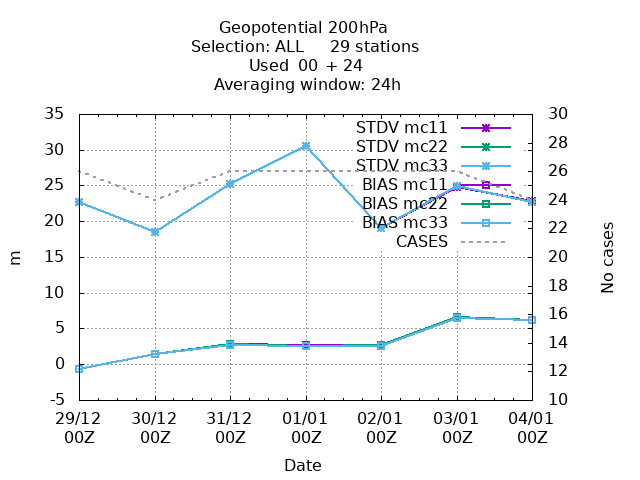 Geopotential 200hPa
Selection: ALL     29 stations
Used  00 + 24
Averaging window: 24h
35
30
25
20
15
10
5
0
-5
m
30
28
26
24
22
20
18
16
14
12
10
No cases
STDV mc11
STDV mc22
STDV mc33
BIAS mc11
BIAS mc22
BIAS mc33
CASES
29/12 30/12 31/12 01/01 02/01 03/01 04/01
00Z 00Z 00Z 00Z 00Z 00Z 00Z
Date